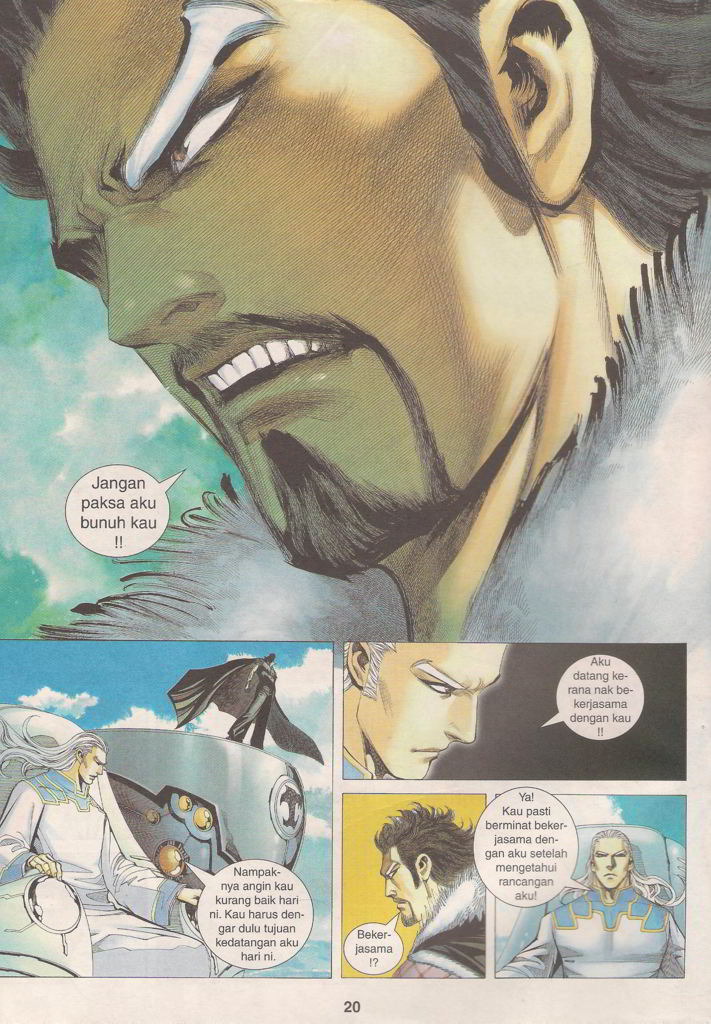 Jangan
paksa aku
bunuh kau
!!
Nampak-
nya angin kau
kurang baik hari
ni. Kau harus den-
gar dulu tujuan
kedatangan aku
hari ni.
Aku
datang ke-
rana nak be-
kerjasama
dengan kau
!!
Beker-
jasama
!?
Ya!
Kau pasti
berminat beker-
jasama den-
gan aku setelah
mengetahui
rancangan
aku!
20